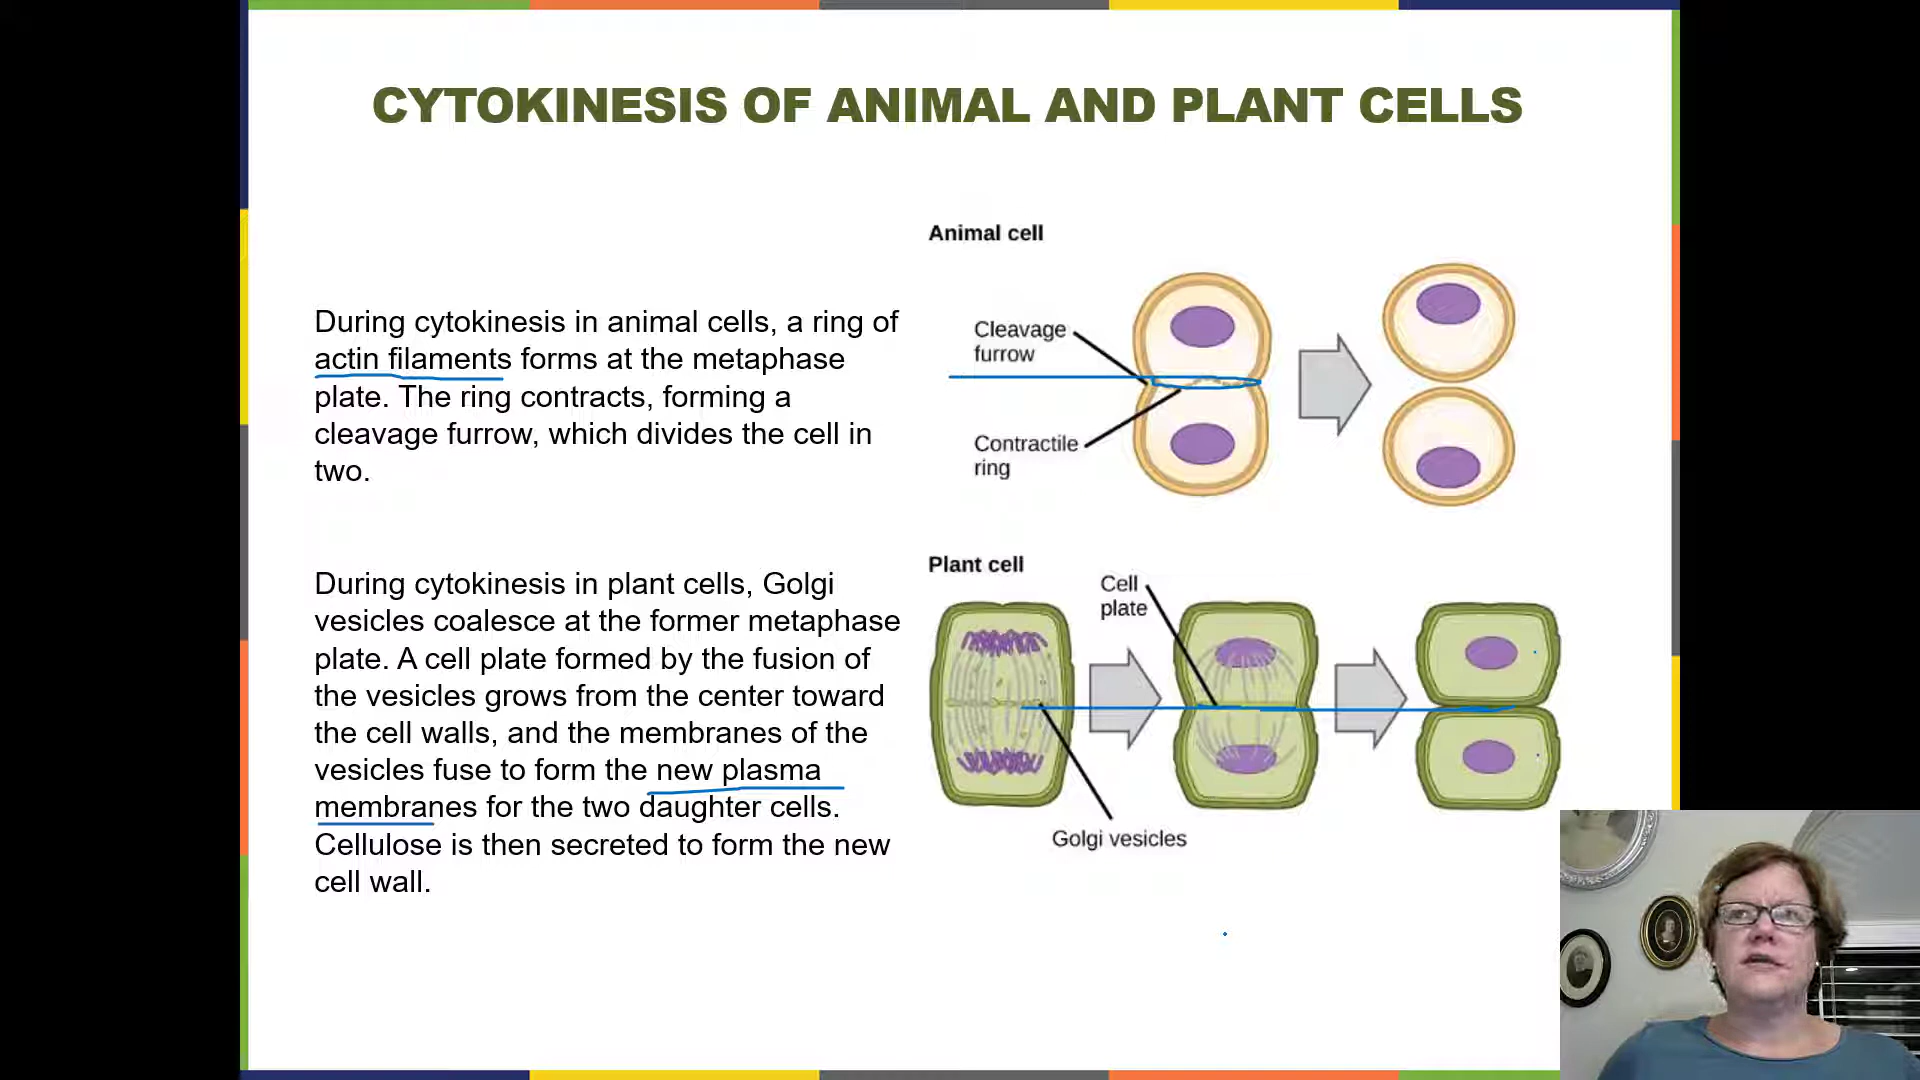 CYTOKINESIS OF ANIMAL AND PLANT CELLS
During cytokinesis in animal cells, a ring of
actin filaments forms at the metaphase
plate. The ring contracts, forming a
cleavage furrow, which divides the cell in
two.
During cytokinesis in plant cells, Golgi
vesicles coalesce at the former metaphase
plate. A cell plate formed by the fusion of
the vesicles grows from the center toward
the cell walls, and the membranes of the
vesicles fuse to form the new plasma
membranes for the two daughter cells.
Cellulose is then secreted to form the new
cell wall.
Animal cell
Cleavage
furrow
Contractile
ring
Plant cell
Cell
plate
Golgi vesicles